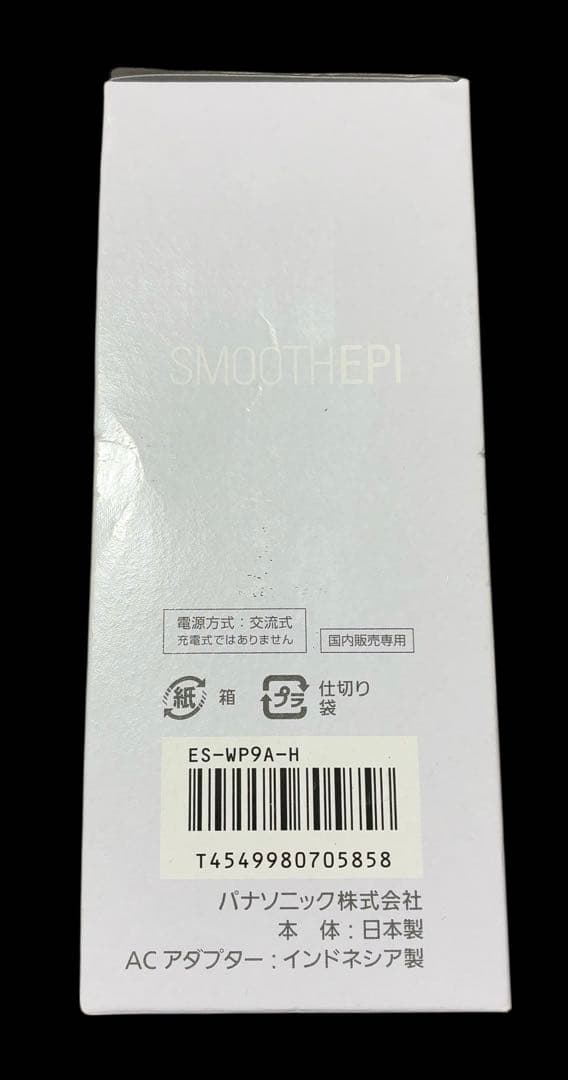 SMOOTHEPI
電源方式：交流式
充電式ではありません
国内販売専用
紙 箱
プラ 仕切り
袋
ES-WP9A-H
T4549980705858
パナソニック株式会社
本　体：日本製
ACアダプター：インドネシア製